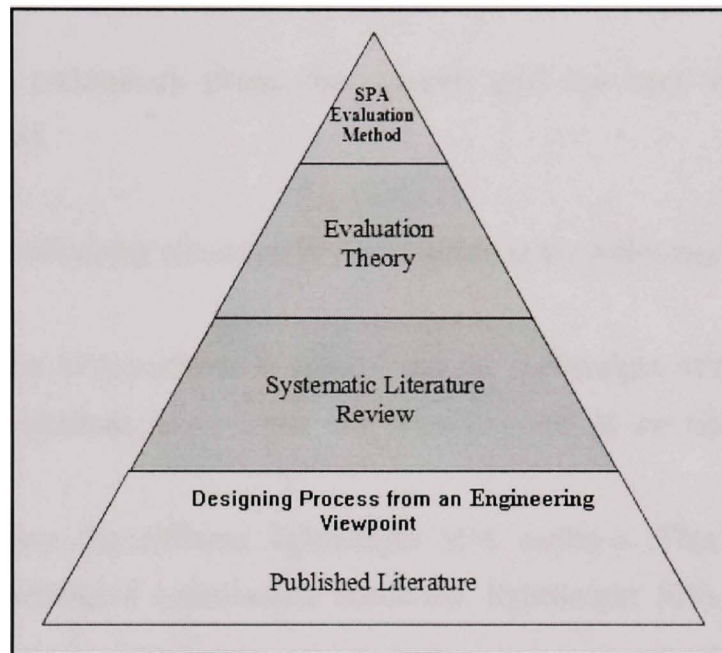 SPA
Evaluation
Method
Evaluation
Theory
Systematic Literature
Review
Designing Process from an Engineering
Viewpoint
Published Literature